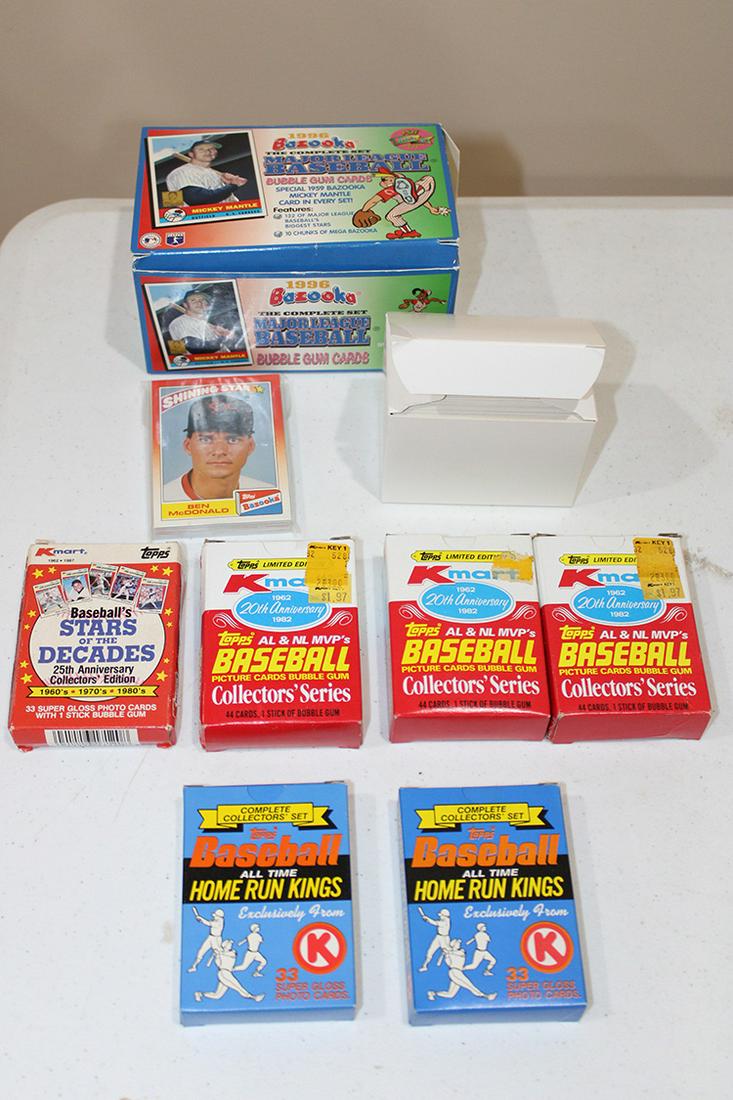 1996
Bazooka
THE COMPLETE SET
MAJOR LEAGUE
BASEBALL
BUBBLE GUM CARDS
SPECIAL 1959 BAZOOKA
MICKEY MANTLE
CARD IN EVERY SET!
Features:
132 OF MAJOR LEAGUE
BASEBALL'S
BIGGEST STARS
10 CHUNKS OF MEGA BAZOOKA
MICKEY MANTLE
1996
Bazooka
THE COMPLETE SET
MAJOR LEAGUE
BASEBALL
BUBBLE GUM CARDS
MICKEY MANTLE
SHINING STAR
BEN
McDONALD
Topps
Bazooka
Kmart
1962 • 1987
Topps
Baseball's
STARS
OF THE
DECADES
25th Anniversary
Collectors' Edition
1960's • 1970's • 1980's
33 SUPER GLOSS PHOTO CARDS
WITH 1 STICK BUBBLE GUM
Topps LIMITED
KEY 1
$1.97
Kmart
1962
20th Anniversary
1982
Topps AL & NL MVP's
BASEBALL
PICTURE CARDS BUBBLE GUM
Collectors' Series
44 CARDS, 1 STICK OF BUBBLE GUM
Topps LIMITED
Kmart
1962
20th Anniversary
1982
Topps AL & NL MVP's
BASEBALL
PICTURE CARDS BUBBLE GUM
Collectors' Series
44 CARDS, 1 STICK OF BUBBLE GUM
Topps LIMITED
KEY 1
$1.97
Kmart
1962
20th Anniversary
1982
Topps AL & NL MVP's
BASEBALL
PICTURE CARDS BUBBLE GUM
Collectors' Series
44 CARDS, 1 STICK OF BUBBLE GUM
COMPLETE
COLLECTORS' SET
Topps
Baseball
ALL TIME
HOME RUN KINGS
Exclusively From
K
33
SUPER GLOSS
PHOTO CARDS
COMPLETE
COLLECTORS' SET
Topps
Baseball
ALL TIME
HOME RUN KINGS
Exclusively From
K
33
SUPER GLOSS
PHOTO CARDS